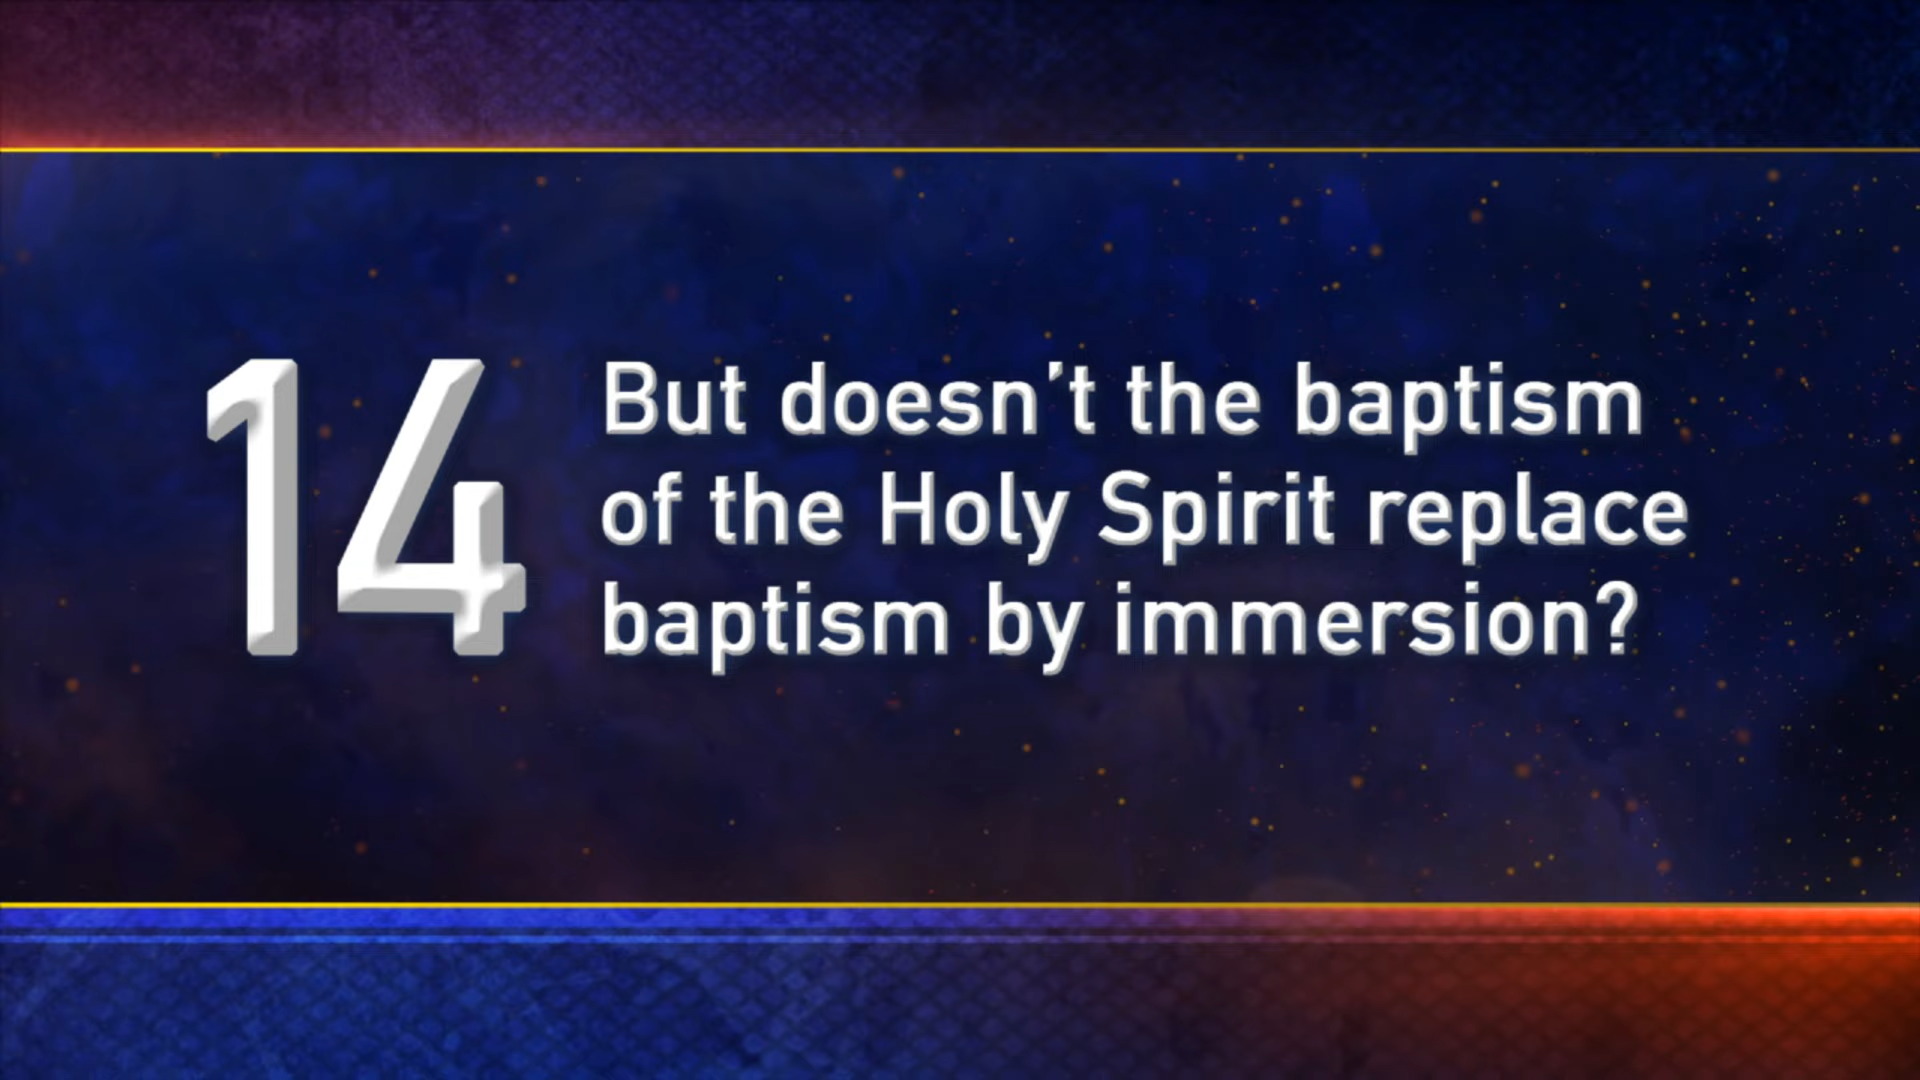 14
But doesn’t the baptism
of the Holy Spirit replace
baptism by immersion?